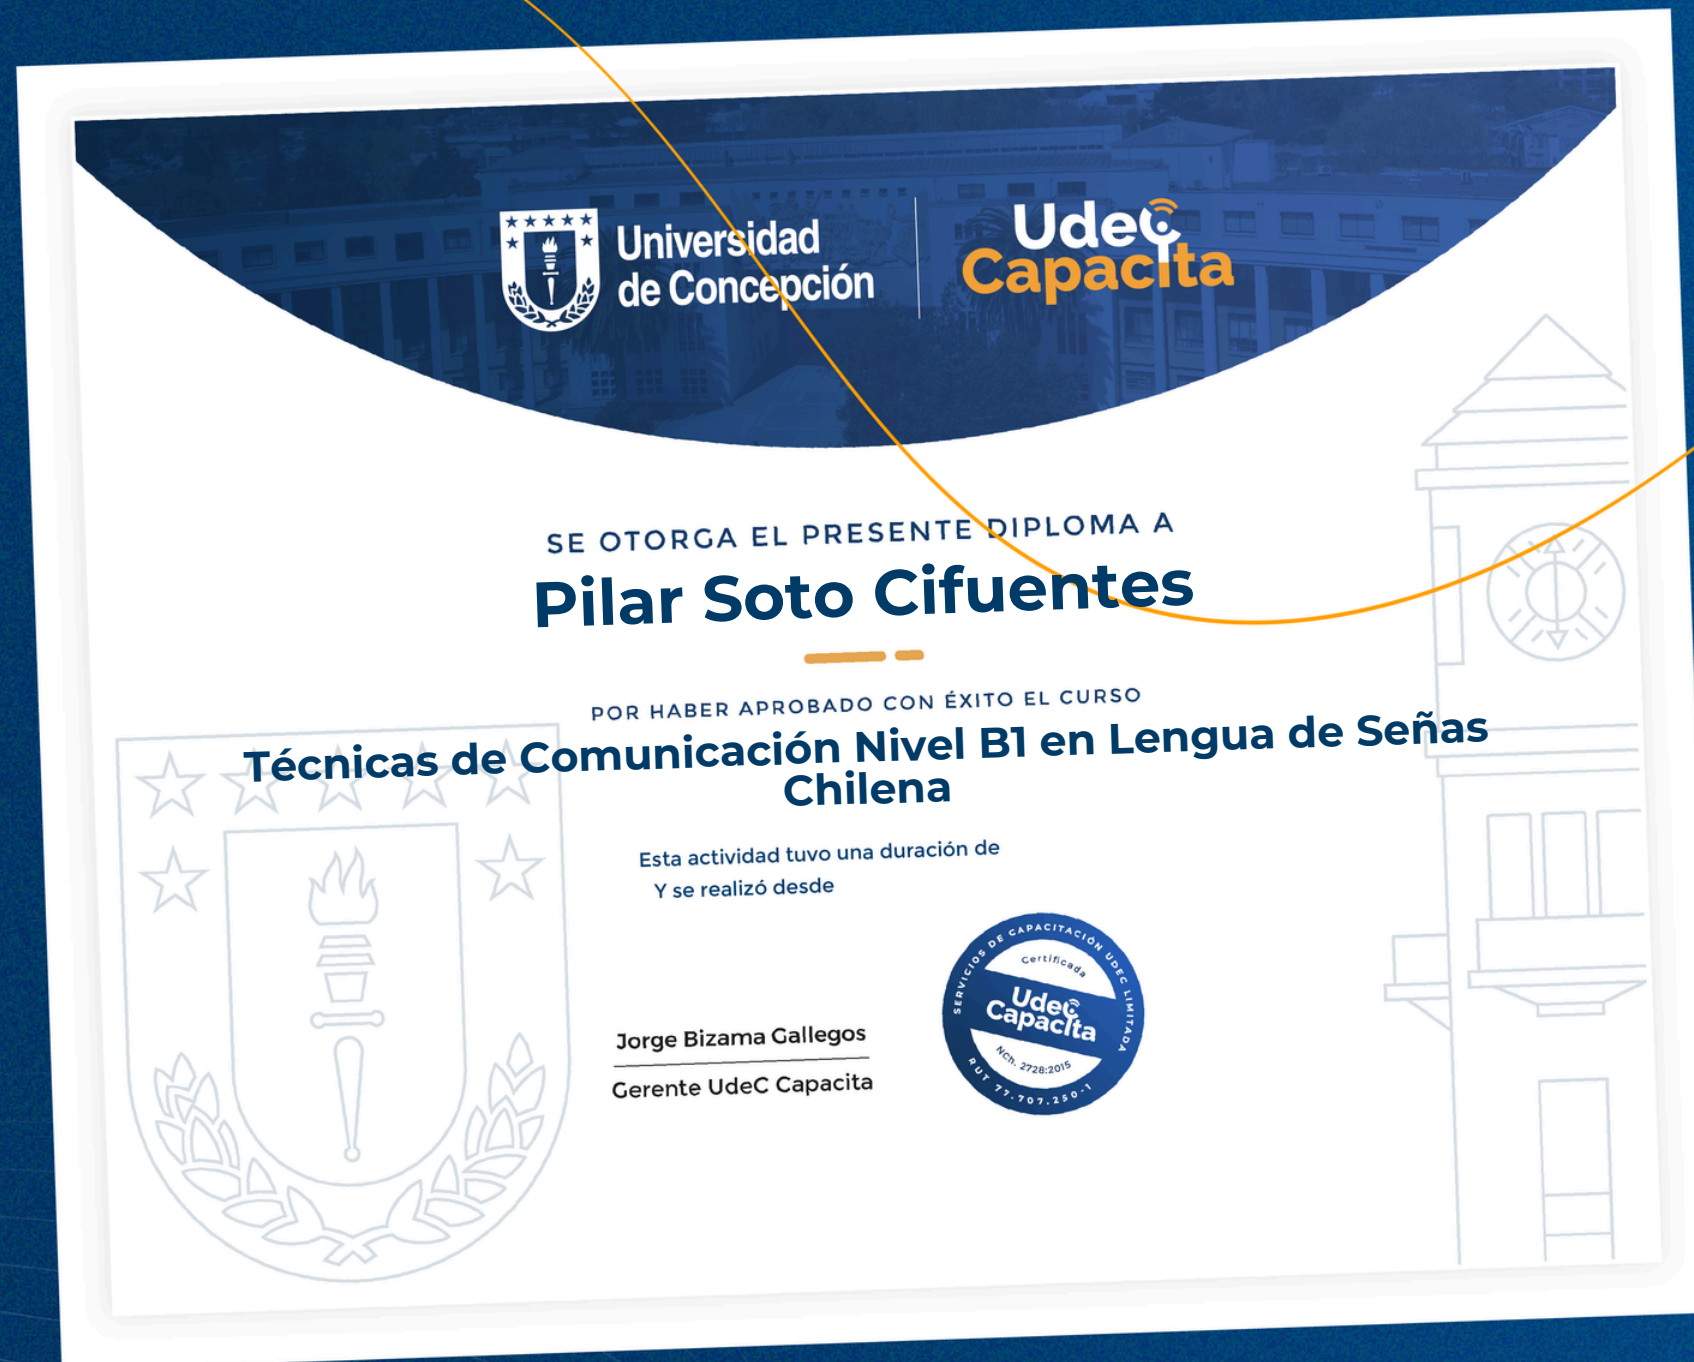 Universidad
de Concepción
UdeC
Capacita
SE OTORGA EL PRESENTE DIPLOMA A
Pilar Soto Cifuentes
POR HABER APROBADO CON ÉXITO EL CURSO
Técnicas de Comunicación Nivel B1 en Lengua de Señas
Chilena
Esta actividad tuvo una duración de
Y se realizó desde
Jorge Bizama Gallegos
Gerente UdeC Capacita
SERVICIOS DE CAPACITACIÓN UDEC LIMITADA
Certificada
UdeC
Capacita
NCh. 2728:2015
RUT 77.707.250-1